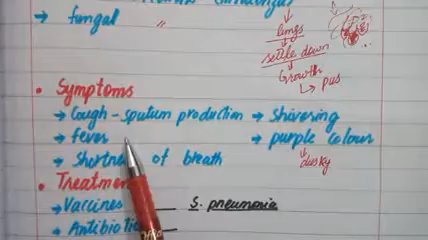 → fungal "
lungs
settle down
Growth
↳ pus
• Symptoms
→ Cough - sputum production → Shivering
→ fever → purple colour
→ Shortness of breath dusky
• Treatment
→ Vaccines S. pneumonia
→ Antibiotic